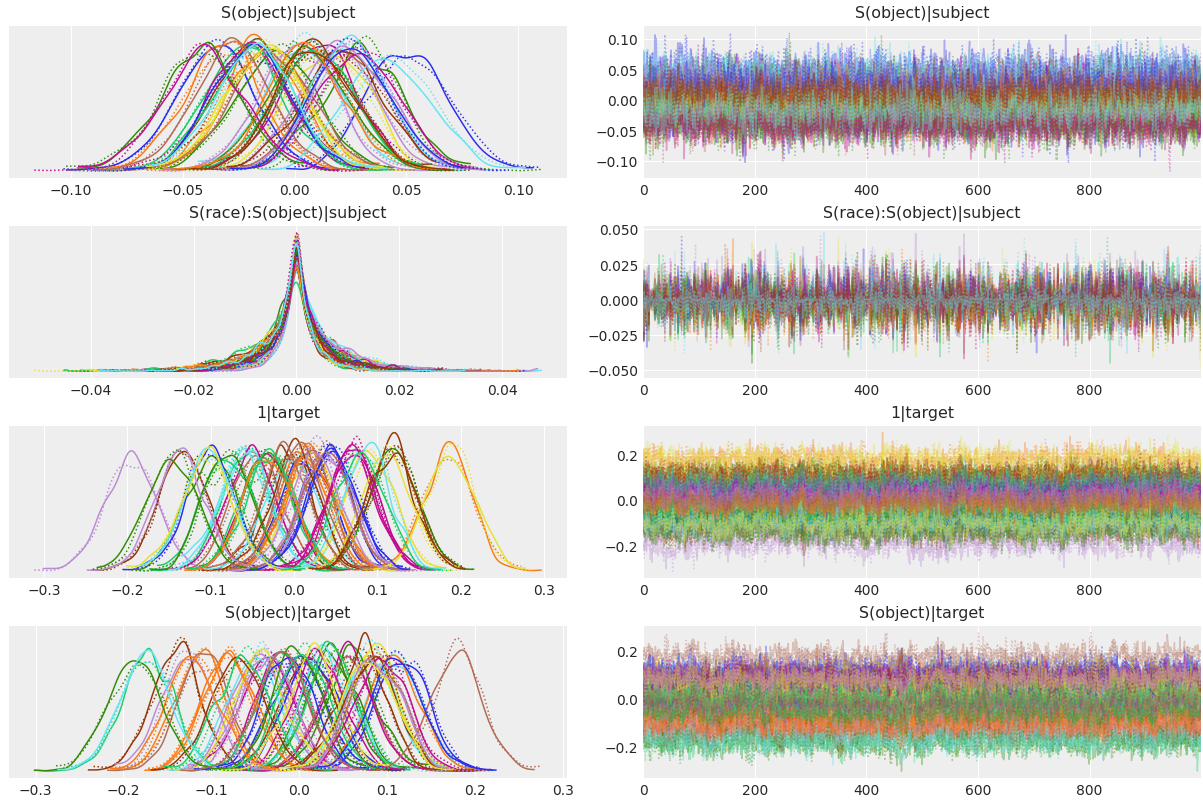 S(object)|subject
S(object)|subject
0.10
0.05
0.00
−0.05
−0.10
−0.10 −0.05 0.00 0.05 0.10
0 200 400 600 800
S(race):S(object)|subject
S(race):S(object)|subject
0.050
0.025
0.000
−0.025
−0.050
−0.04 −0.02 0.00 0.02 0.04
0 200 400 600 800
1|target
1|target
0.2
0.0
−0.2
−0.3 −0.2 −0.1 0.0 0.1 0.2 0.3
0 200 400 600 800
S(object)|target
S(object)|target
0.2
0.0
−0.2
−0.3 −0.2 −0.1 0.0 0.1 0.2 0.3
0 200 400 600 800